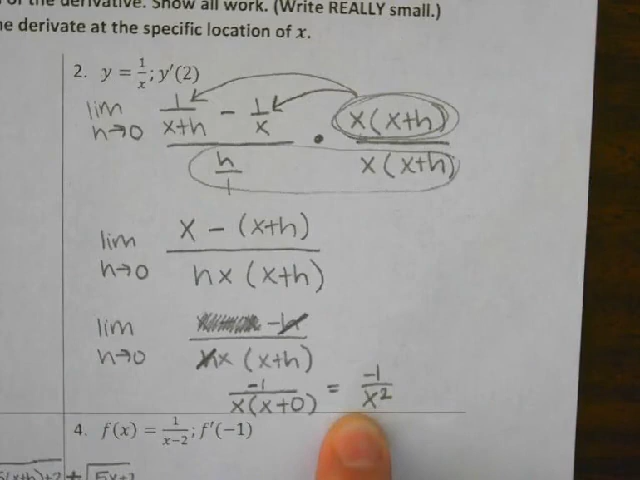 of the derivative. Show all work. (Write REALLY small.)
e derivate at the specific location of x.
2. y = 1/x ; y′(2)
lim h→0 (1/(x+h) − 1/x) / (h/1) • x(x+h) / x(x+h)
lim h→0 (x − (x+h)) / (hx(x+h))
lim h→0 −h / (hx(x+h))
−1 / (x(x+0)) = −1/x²
4. f(x) = 1/(x−2) ; f′(−1)